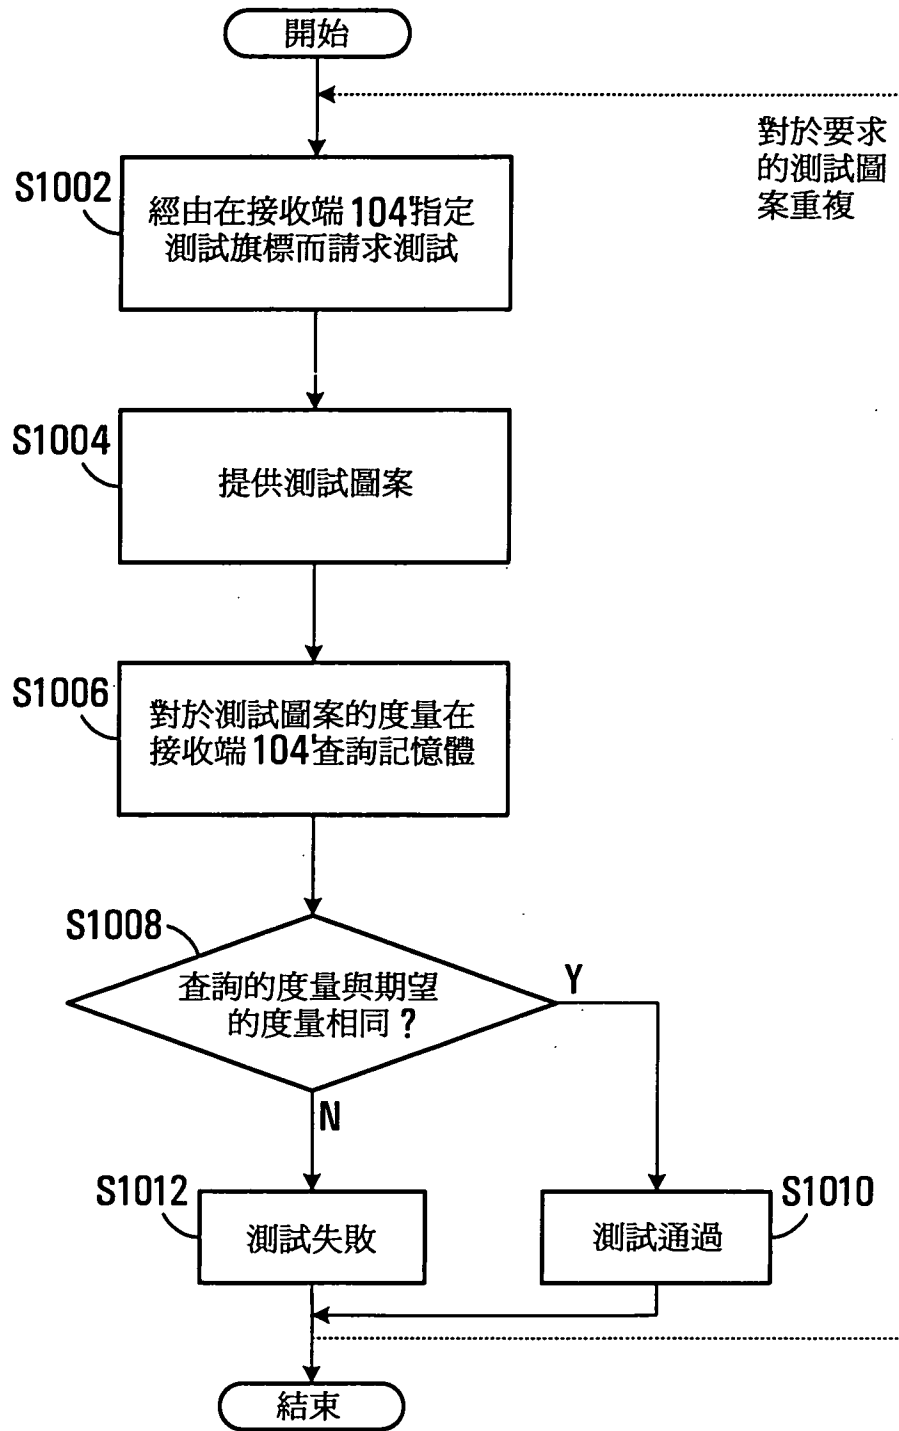 開始
對於要求
的測試圖
案重複
S1002
經由在接收端104'指定
測試旗標而請求測試
S1004
提供測試圖案
S1006
對於測試圖案的度量在
接收端104'查詢記憶體
S1008
查詢的度量與期望
的度量相同?
Y
N
S1012
測試失敗
S1010
測試通過
結束